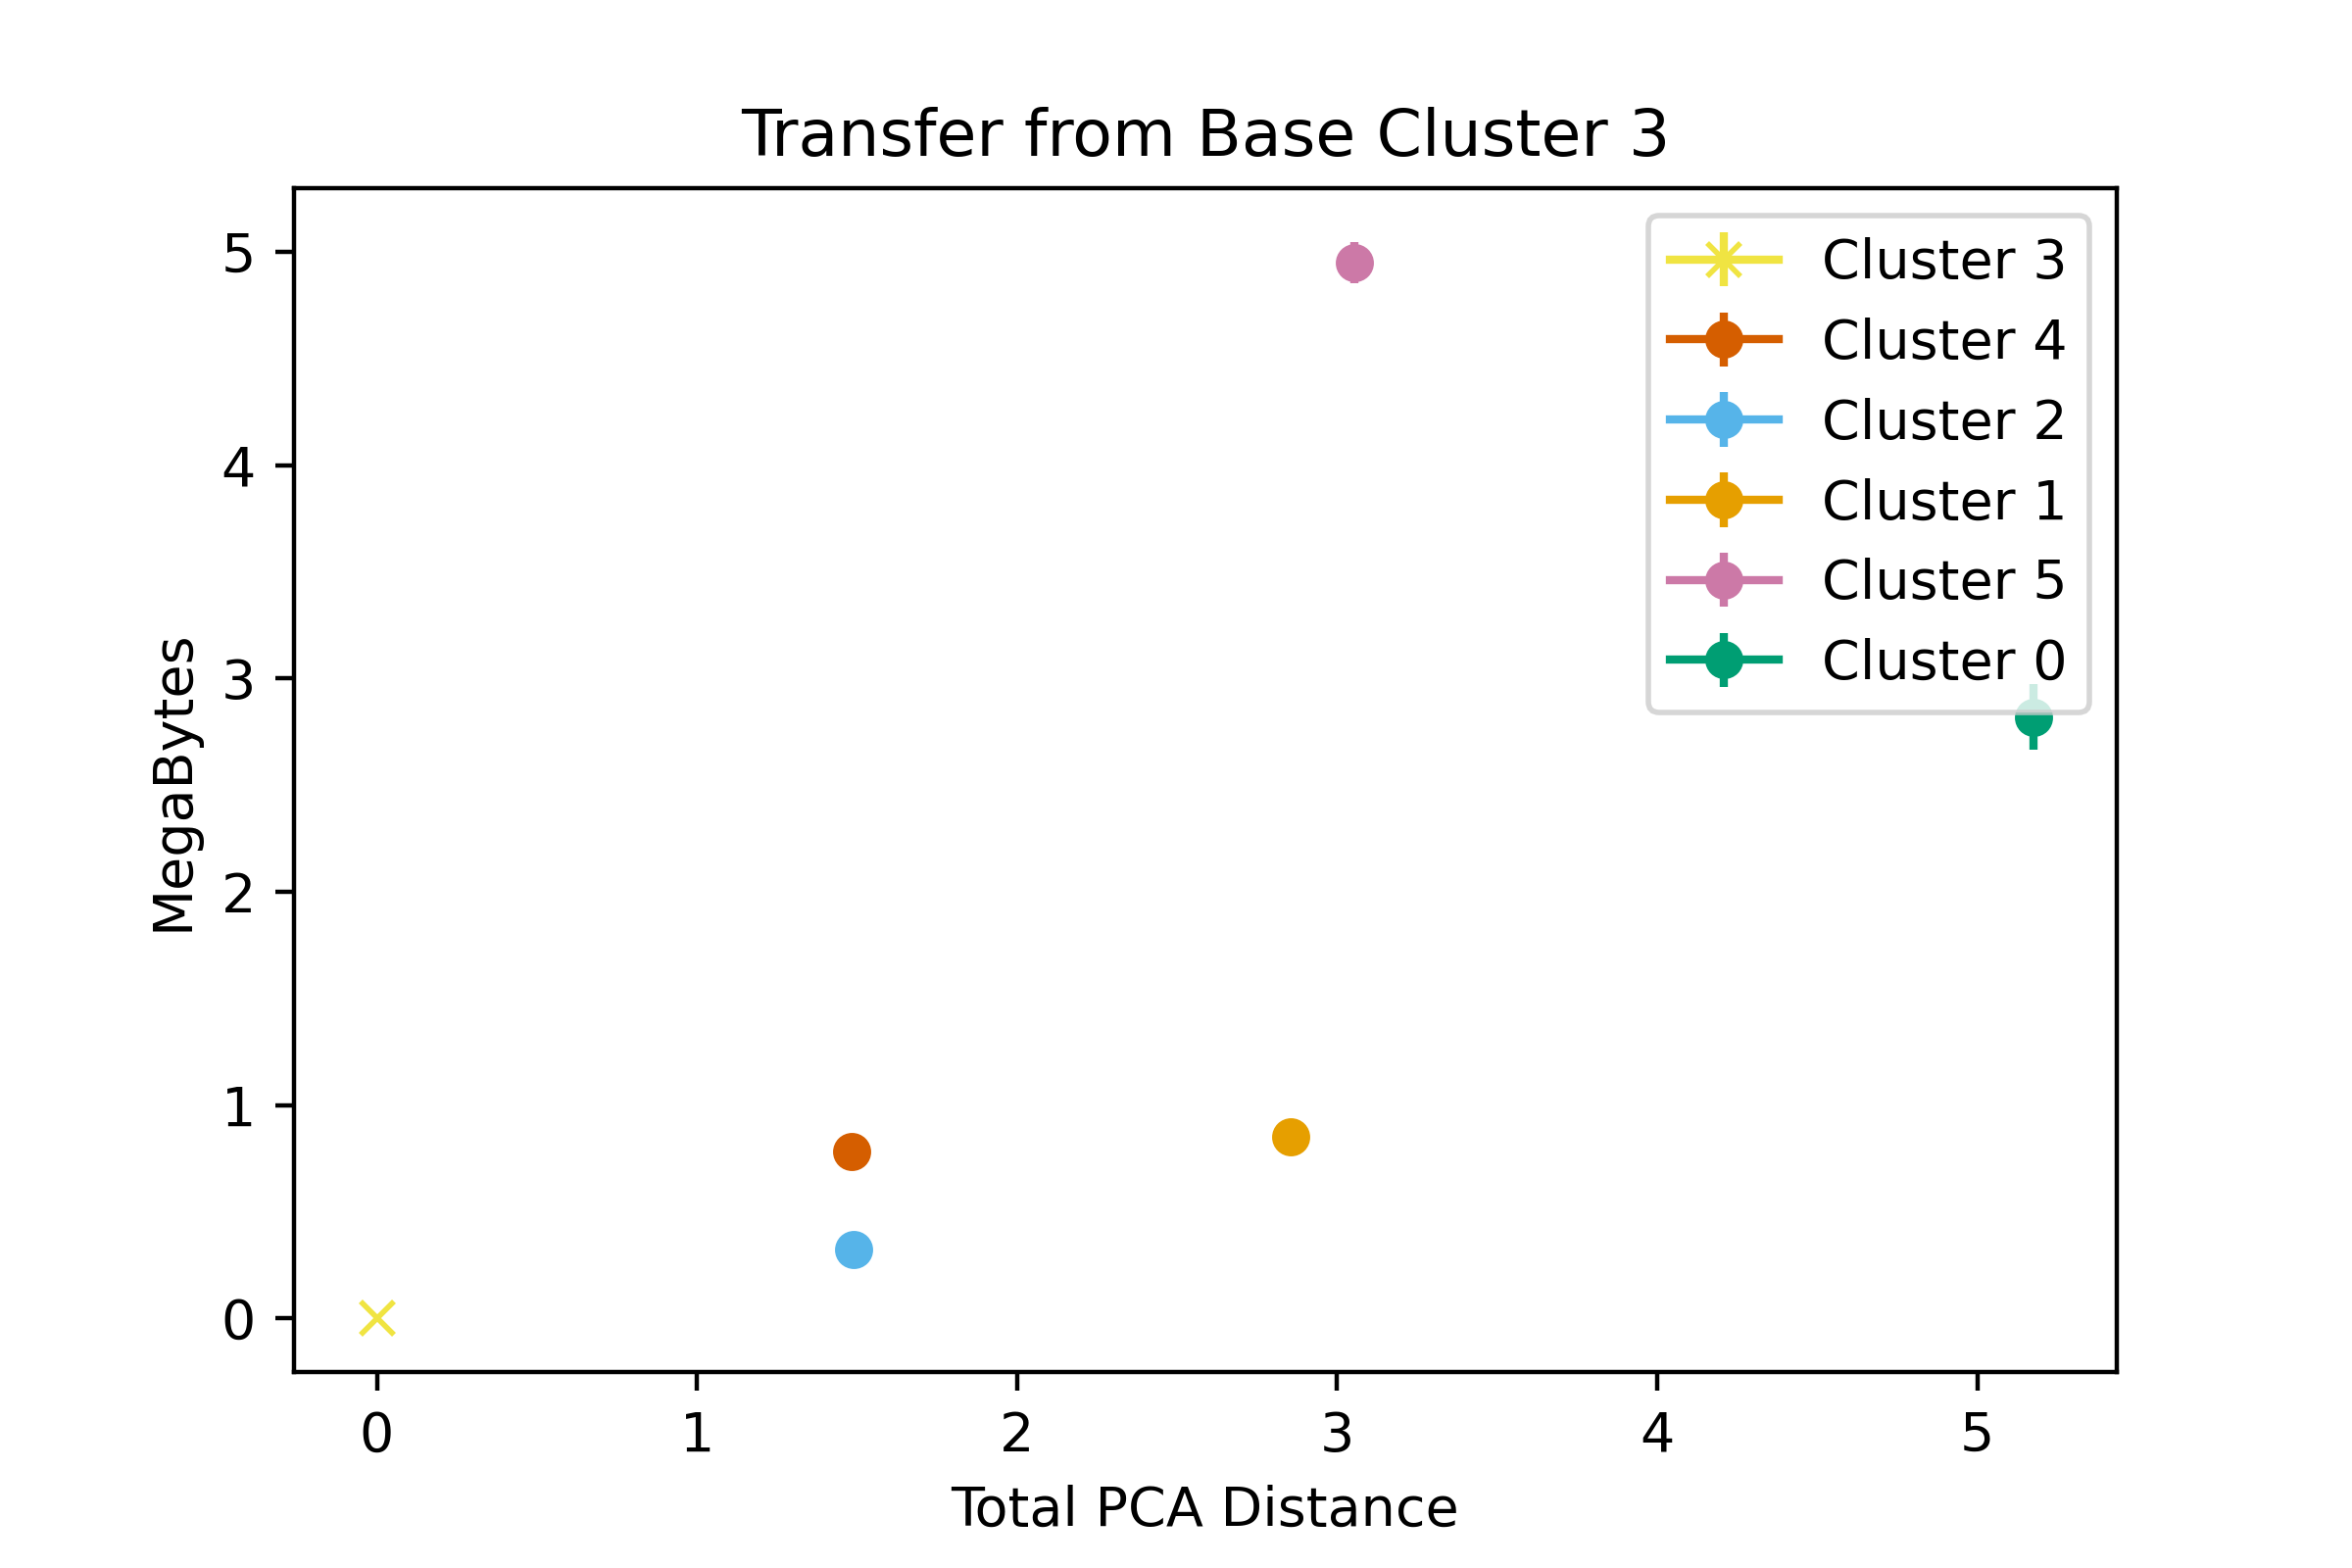 Transfer from Base Cluster 3
5
4
3
2
1
0
MegaBytes
Cluster 3
Cluster 4
Cluster 2
Cluster 1
Cluster 5
Cluster 0
0 1 2 3 4 5
Total PCA Distance